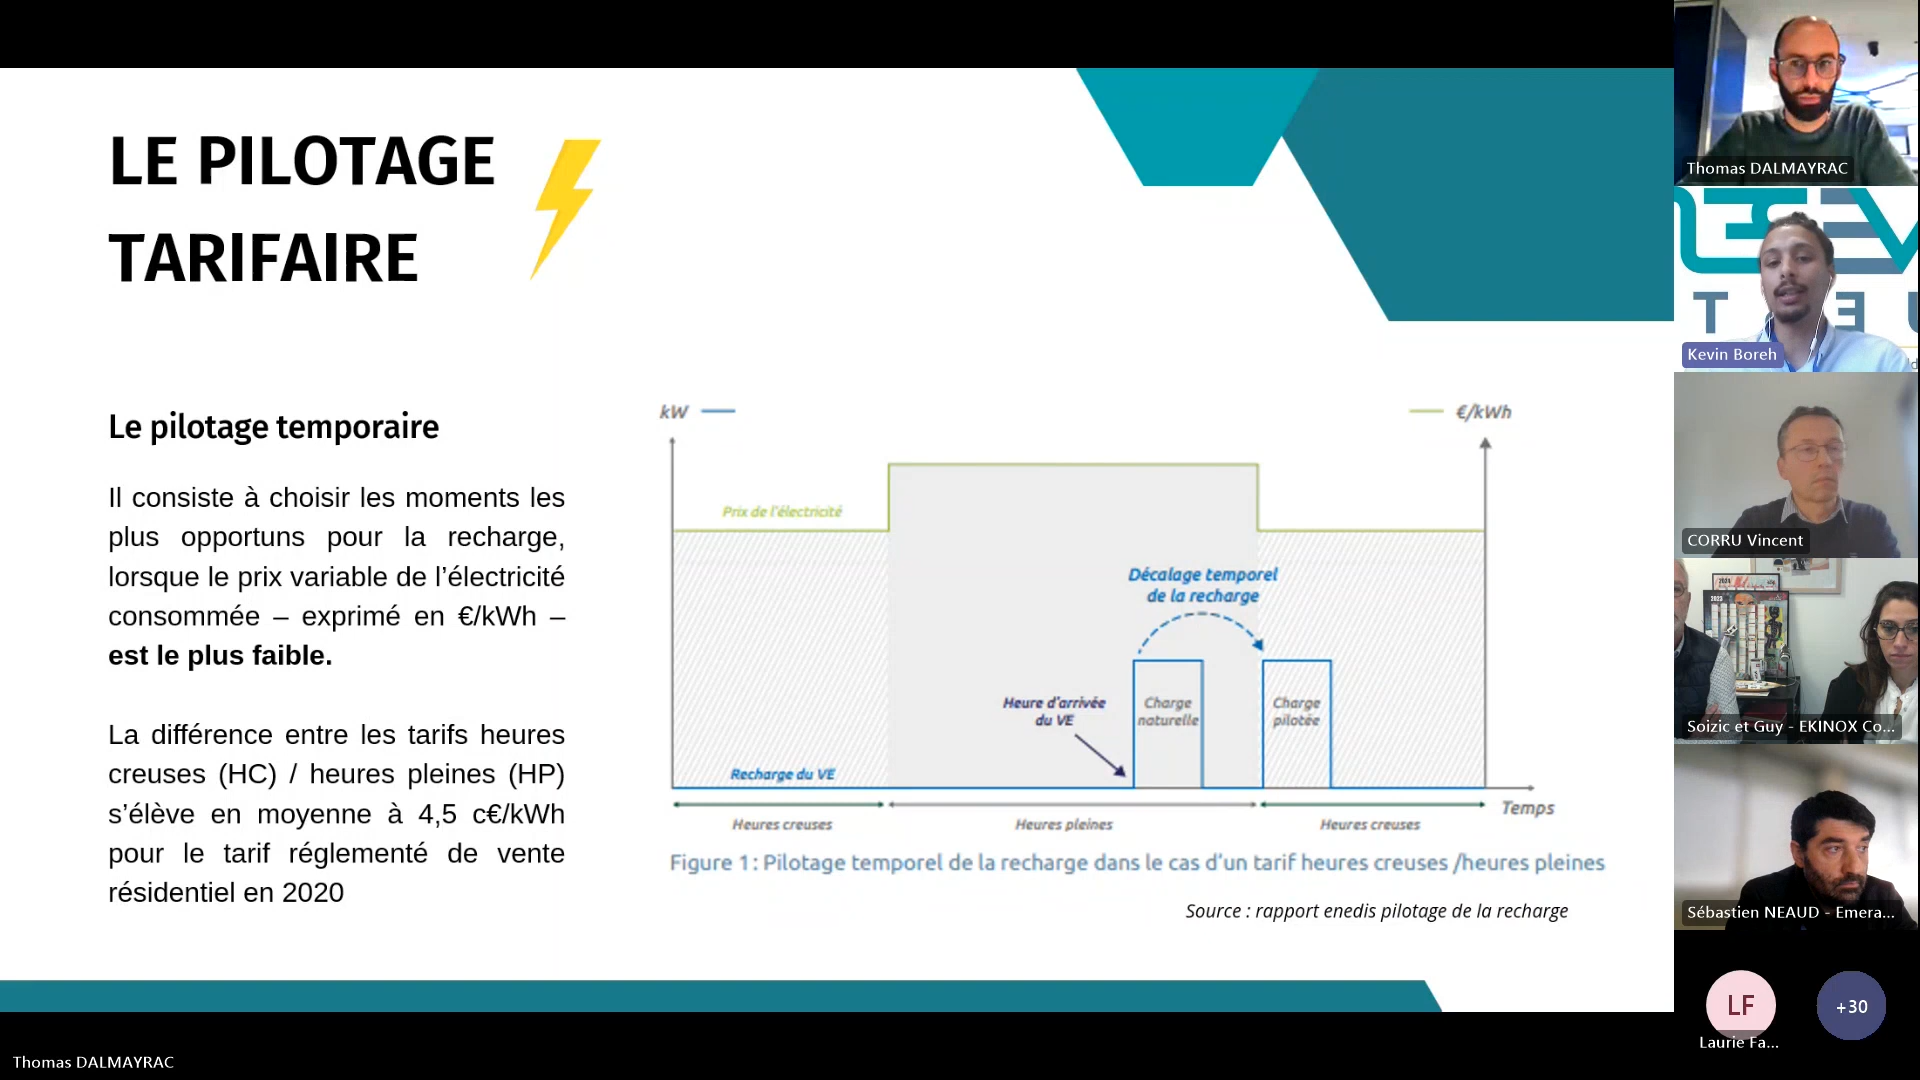 LE PILOTAGE
TARIFAIRE
Le pilotage temporaire
Il consiste à choisir les moments les
plus opportuns pour la recharge,
lorsque le prix variable de l’électricité
consommée – exprimé en €/kWh –
est le plus faible.
La différence entre les tarifs heures
creuses (HC) / heures pleines (HP)
s’élève en moyenne à 4,5 c€/kWh
pour le tarif réglementé de vente
résidentiel en 2020
kW
€/kWh
Prix de l'électricité
Décalage temporel
de la recharge
Heure d'arrivée
du VE
Charge
naturelle
Charge
pilotée
Recharge du VE
Temps
Heures creuses
Heures pleines
Heures creuses
Figure 1 : Pilotage temporel de la recharge dans le cas d'un tarif heures creuses /heures pleines
Source : rapport enedis pilotage de la recharge
Thomas DALMAYRAC
Thomas DALMAYRAC
Kevin Boreh
CORRU Vincent
2024
2023
Soizic et Guy - EKINOX Co...
Sébastien NEAUD - Emera...
LF
+30
Laurie Fa...